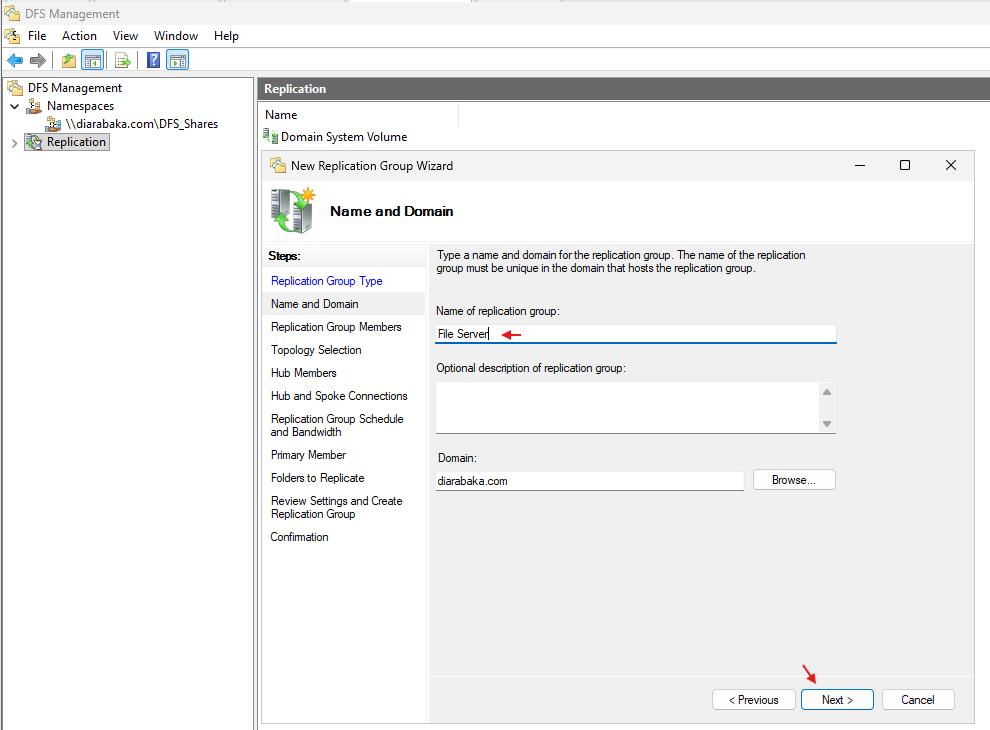 DFS Management
File Action View Window Help
DFS Management
Namespaces
\\diarabaka.com\DFS_Shares
Replication
Replication
Name
Domain System Volume
New Replication Group Wizard
Name and Domain
Steps:
Replication Group Type
Name and Domain
Replication Group Members
Topology Selection
Hub Members
Hub and Spoke Connections
Replication Group Schedule
and Bandwidth
Primary Member
Folders to Replicate
Review Settings and Create
Replication Group
Confirmation
Type a name and domain for the replication group. The name of the replication
group must be unique in the domain that hosts the replication group.
Name of replication group:
File Server
Optional description of replication group:
Domain:
diarabaka.com
Browse...
< Previous
Next >
Cancel